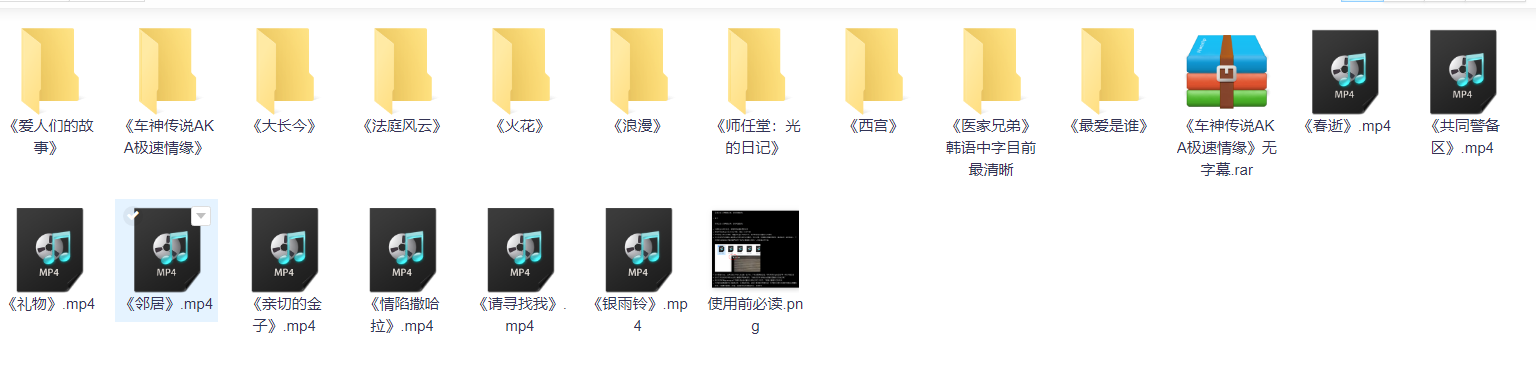 《爱人们的故
事》
《车神传说AK
A极速情缘》
《大长今》
《法庭风云》
《火花》
《浪漫》
《师任堂：光
的日记》
《西宫》
《医家兄弟》
韩语中字目前
最清晰
《最爱是谁》
《车神传说AK
A极速情缘》无
字幕.rar
MP4
《春逝》.mp4
MP4
《共同警备
区》.mp4
MP4
《礼物》.mp4
MP4
《邻居》.mp4
MP4
《亲切的金
子》.mp4
MP4
《情陷撒哈
拉》.mp4
MP4
《请寻找我》.
mp4
MP4
《银雨铃》.mp
4
使用前必读.pn
g